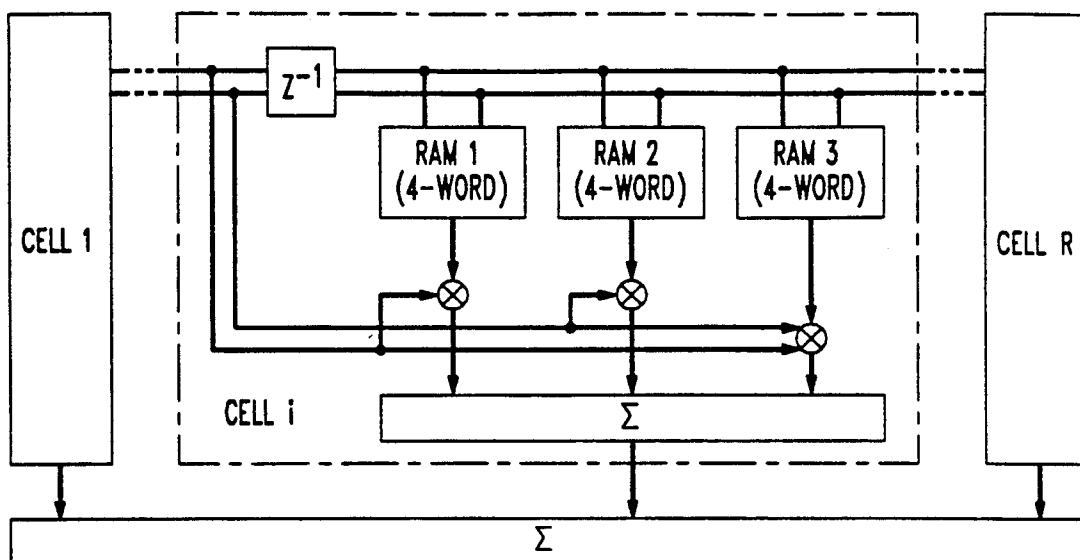 Z⁻¹
RAM 1
(4-WORD)
RAM 2
(4-WORD)
RAM 3
(4-WORD)
CELL 1
CELL R
CELL i
Σ
Σ